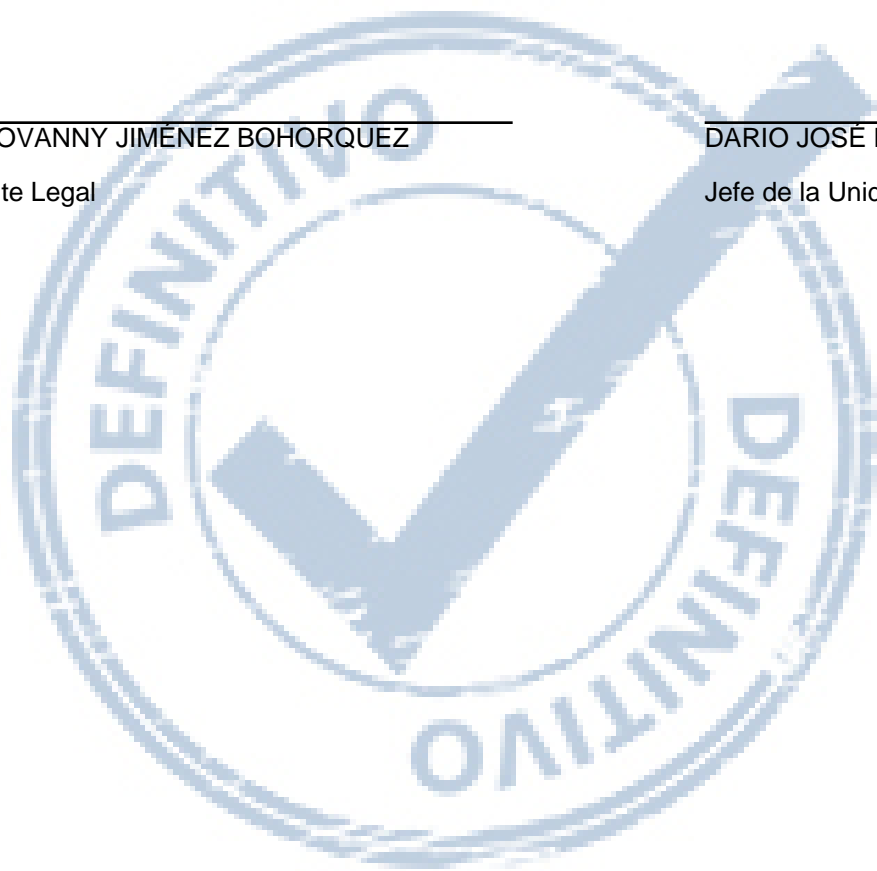 OVANNY JIMÉNEZ BOHORQUEZ
DARIO JOSÉ
te Legal
Jefe de la Unid
DEFINITIVO
DEFINITIVO